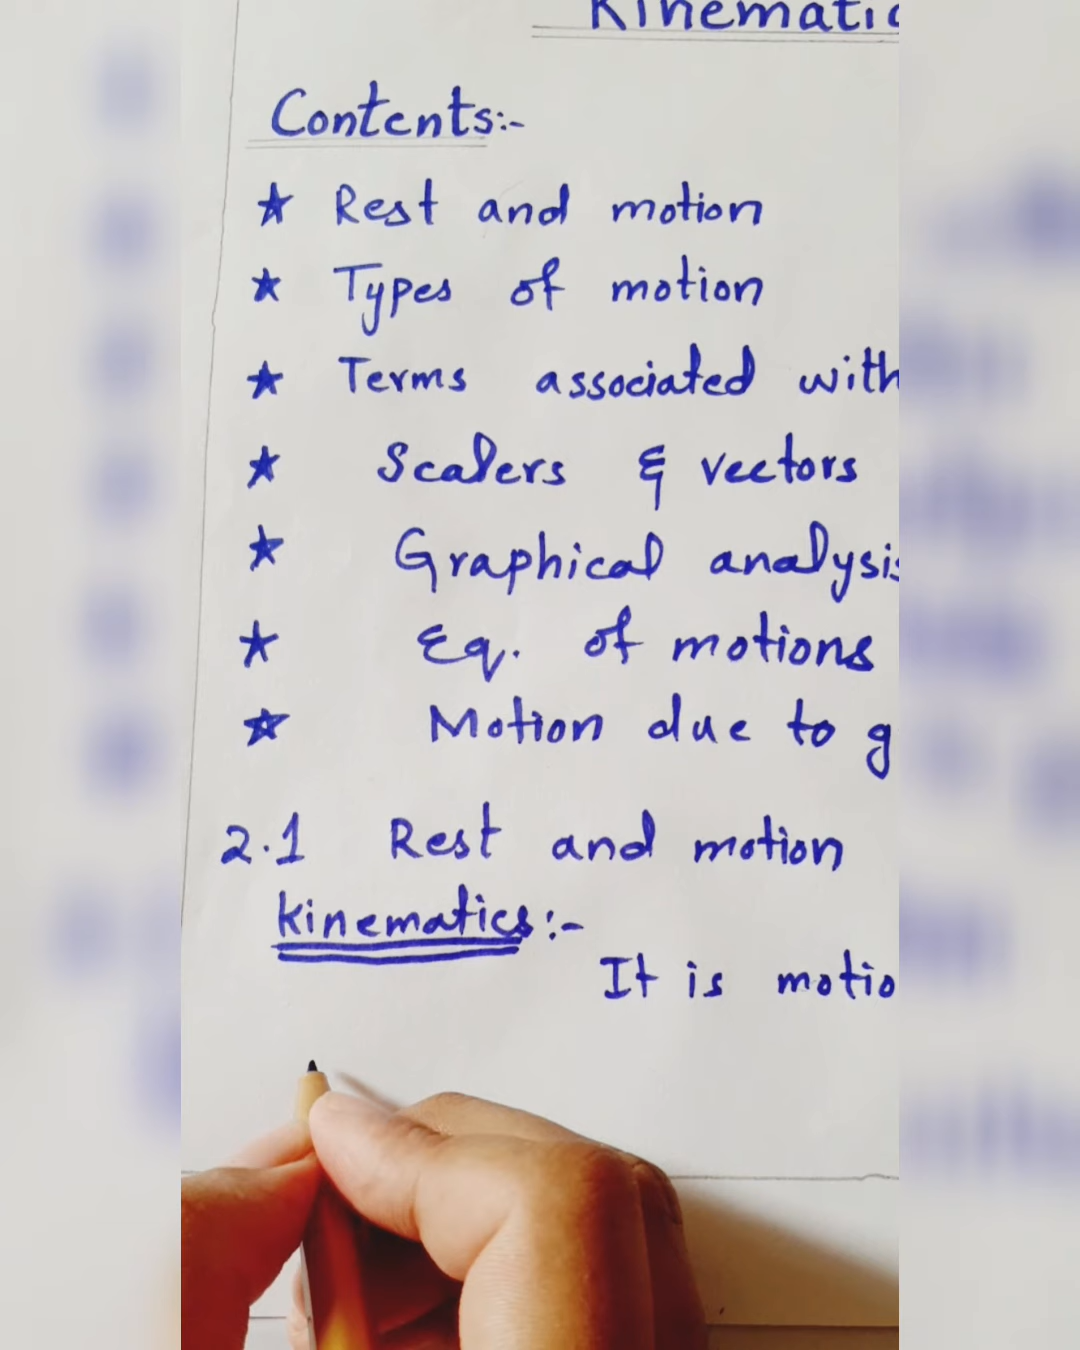 Kinematic
Contents:-
★ Rest and motion
★ Types of motion
★ Terms associated with
★ Scalers & vectors
★ Graphical analysis
★ Eq. of motions
★ Motion due to g
2.1 Rest and motion
kinematics:-
It is motio